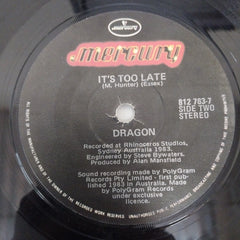 mercury
IT'S TOO LATE
(M. Hunter) (Essex)
812 753-7
SIDE TWO
STEREO
DRAGON
Recorded at Rhinoceros Studios,
Sydney Australia 1983.
Engineered by Steve Bywaters.
Produced by Alan Mansfield
Sound recording made by PolyGram
Records Pty Limited - first pub-
lished 1983 in Australia. Made
by PolyGram Records
under exclusive
licence.